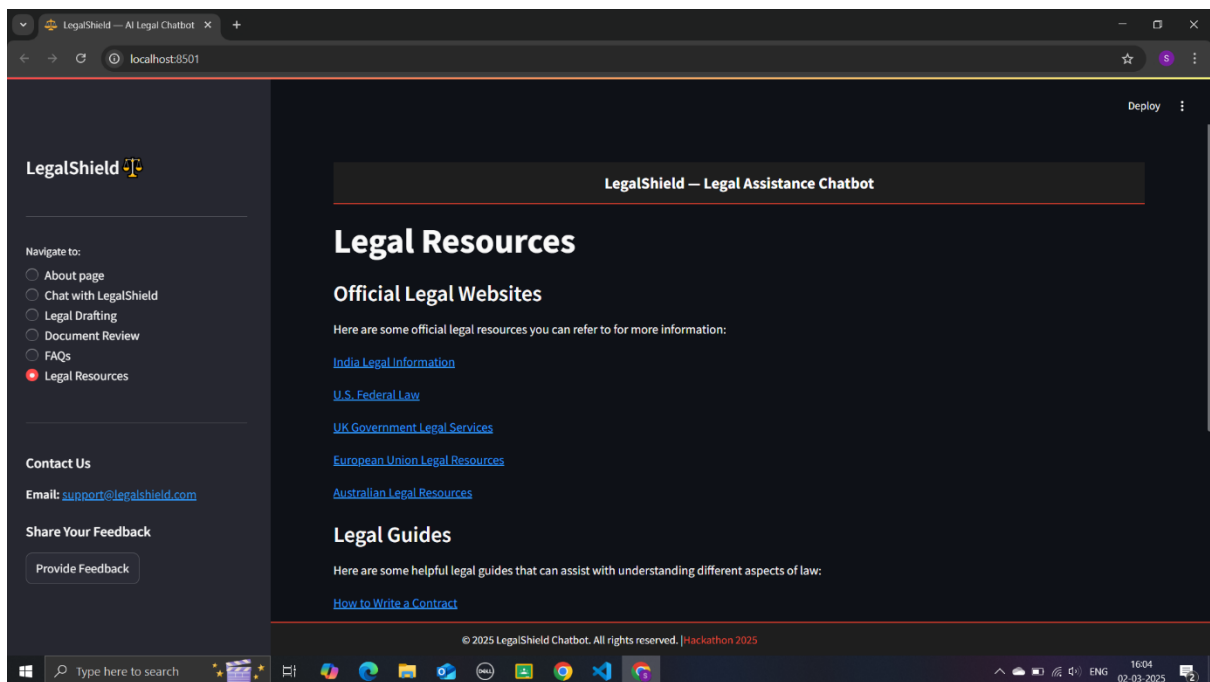 LegalShield — AI Legal Chatbot
localhost:8501
S
Deploy
LegalShield
Navigate to:
About page
Chat with LegalShield
Legal Drafting
Document Review
FAQs
Legal Resources
Contact Us
Email: support@legalshield.com
Share Your Feedback
Provide Feedback
LegalShield — Legal Assistance Chatbot
Legal Resources
Official Legal Websites
Here are some official legal resources you can refer to for more information:
India Legal Information
U.S. Federal Law
UK Government Legal Services
European Union Legal Resources
Australian Legal Resources
Legal Guides
Here are some helpful legal guides that can assist with understanding different aspects of law:
How to Write a Contract
© 2025 LegalShield Chatbot. All rights reserved. |Hackathon 2025
Type here to search
DELL
ENG
16:04
02-03-2025
2